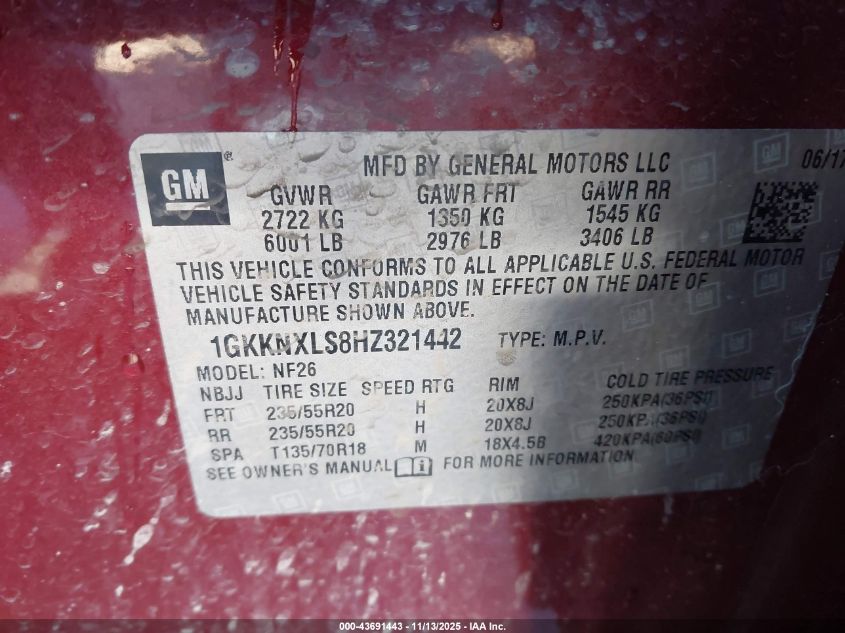 GM ®
MFD BY GENERAL MOTORS LLC 06/17
GVWR GAWR FRT GAWR RR
2722 KG 1350 KG 1545 KG
6001 LB 2976 LB 3406 LB
THIS VEHICLE CONFORMS TO ALL APPLICABLE U.S. FEDERAL MOTOR
VEHICLE SAFETY STANDARDS IN EFFECT ON THE DATE OF
MANUFACTURE SHOWN ABOVE.
1GKKNXLS8HZ321442 TYPE: M.P.V.
MODEL: NF26
NBJJ TIRE SIZE SPEED RTG RIM COLD TIRE PRESSURE
FRT 235/55R20 H 20X8J 250KPA(36PSI)
RR 235/55R20 H 20X8J 250KPA(36PSI)
SPA T135/70R18 M 18X4.5B 420KPA(60PSI)
SEE OWNER'S MANUAL FOR MORE INFORMATION
000-43691443 - 11/13/2025 - IAA Inc.